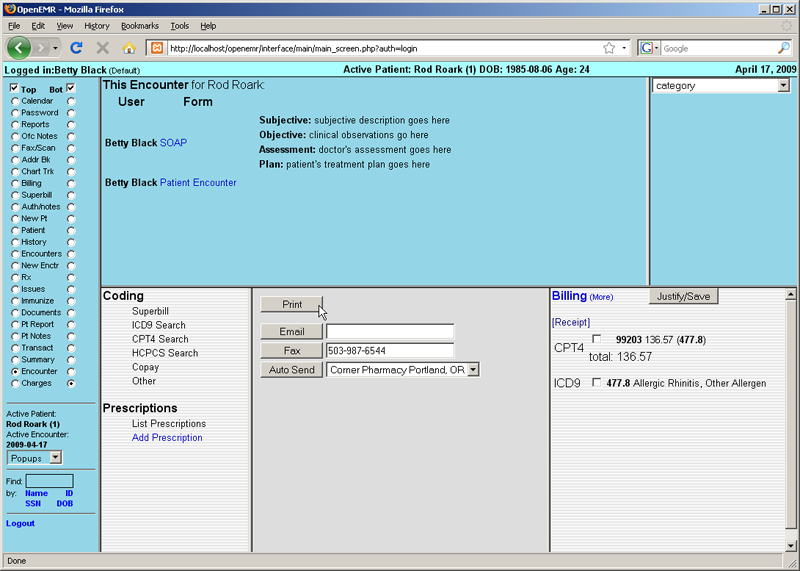 OpenEMR - Mozilla Firefox
File Edit View History Bookmarks Tools Help
http://localhost/openemr/interface/main/main_screen.php?auth=login
G Google
Logged in:Betty Black (Default)
Active Patient: Rod Roark (1) DOB: 1985-08-06 Age: 24
April 17, 2009
Top Bot
Calendar
Password
Reports
Ofc Notes
Fax/Scan
Addr Bk
Chart Trk
Billing
Superbill
Auth/notes
New Pt
Patient
History
Encounters
New Enctr
Rx
Issues
Immunize
Documents
Pt Report
Pt Notes
Transact
Summary
Encounter
Charges
Active Patient:
Rod Roark (1)
Active Encounter:
2009-04-17
Popups
Find:
by: Name ID
SSN DOB
Logout
This Encounter for Rod Roark:
User Form
Subjective: subjective description goes here
Objective: clinical observations go here
Betty Black SOAP
Assessment: doctor's assessment goes here
Plan: patient's treatment plan goes here
Betty Black Patient Encounter
category
Coding
Superbill
ICD9 Search
CPT4 Search
HCPCS Search
Copay
Other
Prescriptions
List Prescriptions
Add Prescription
Print
Email
Fax 503-987-6544
Auto Send Corner Pharmacy Portland, OR
Billing (More) Justify/Save
[Receipt]
CPT4 99203 136.57 (477.8)
total: 136.57
ICD9 477.8 Allergic Rhinitis, Other Allergen
Done